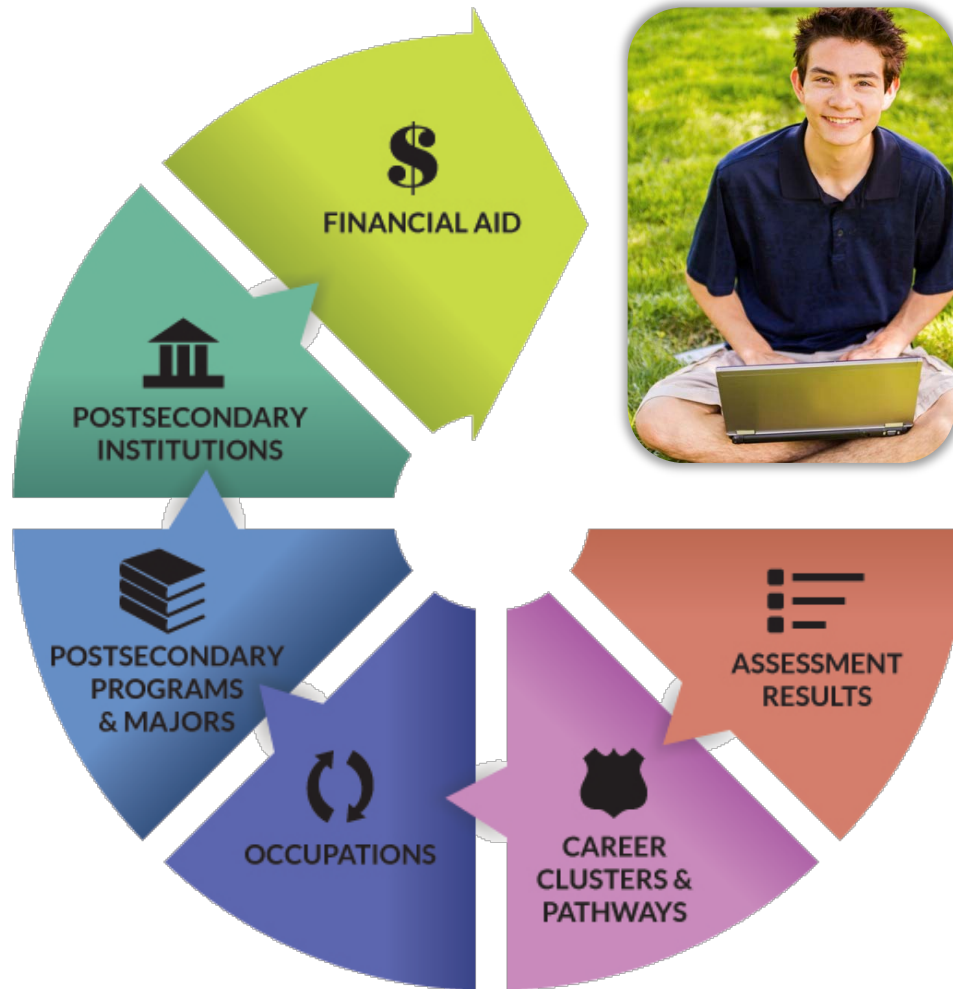 $
FINANCIAL AID
POSTSECONDARY
INSTITUTIONS
POSTSECONDARY
PROGRAMS
& MAJORS
OCCUPATIONS
CAREER
CLUSTERS &
PATHWAYS
ASSESSMENT
RESULTS